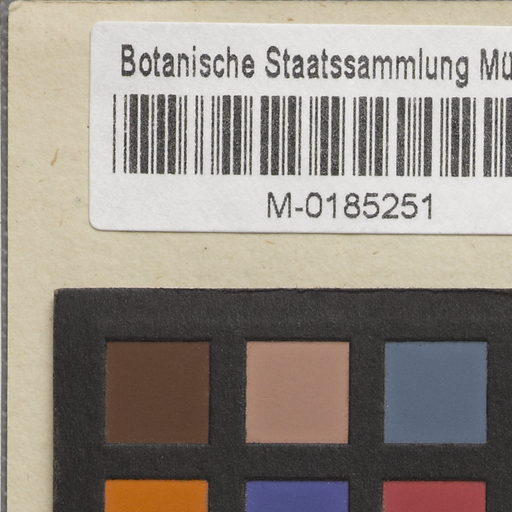 Botanische Staatssammlung Mü
M-0185251